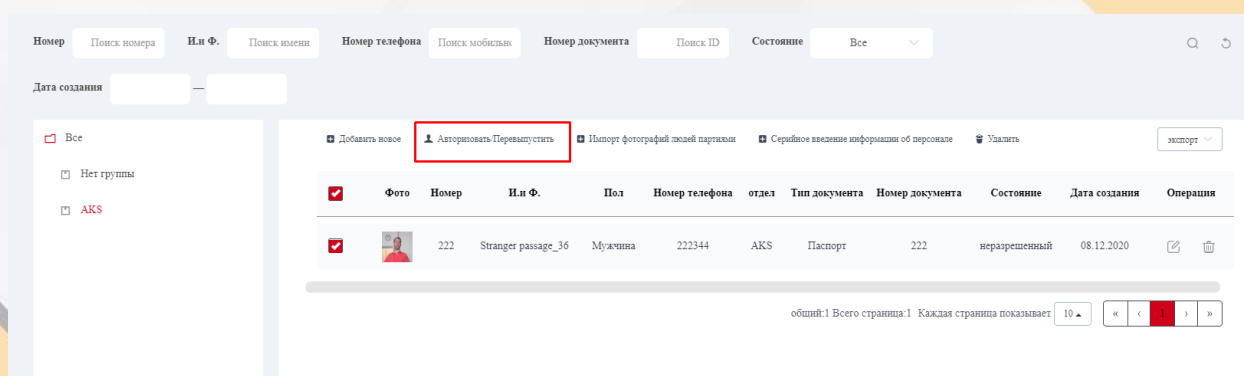 Номер Поиск номера И.и Ф. Поиск имени Номер телефона Поиск мобильнс Номер документа Поиск ID Состояние Все
Дата создания —
Все
Нет группы
AKS
Добавить новое Авторизовать/Перевыпустить Импорт фотографий людей партиями Серийное введение информации об персонале Удалить экспорт
Фото Номер И.и Ф. Пол Номер телефона отдел Тип документа Номер документа Состояние Дата создания Операция
222 Stranger passage_36 Мужчина 222344 AKS Паспорт 222 неразрешенный 08.12.2020
общий:1 Всего страница:1 Каждая страница показывает 10 « ‹ 1 › »